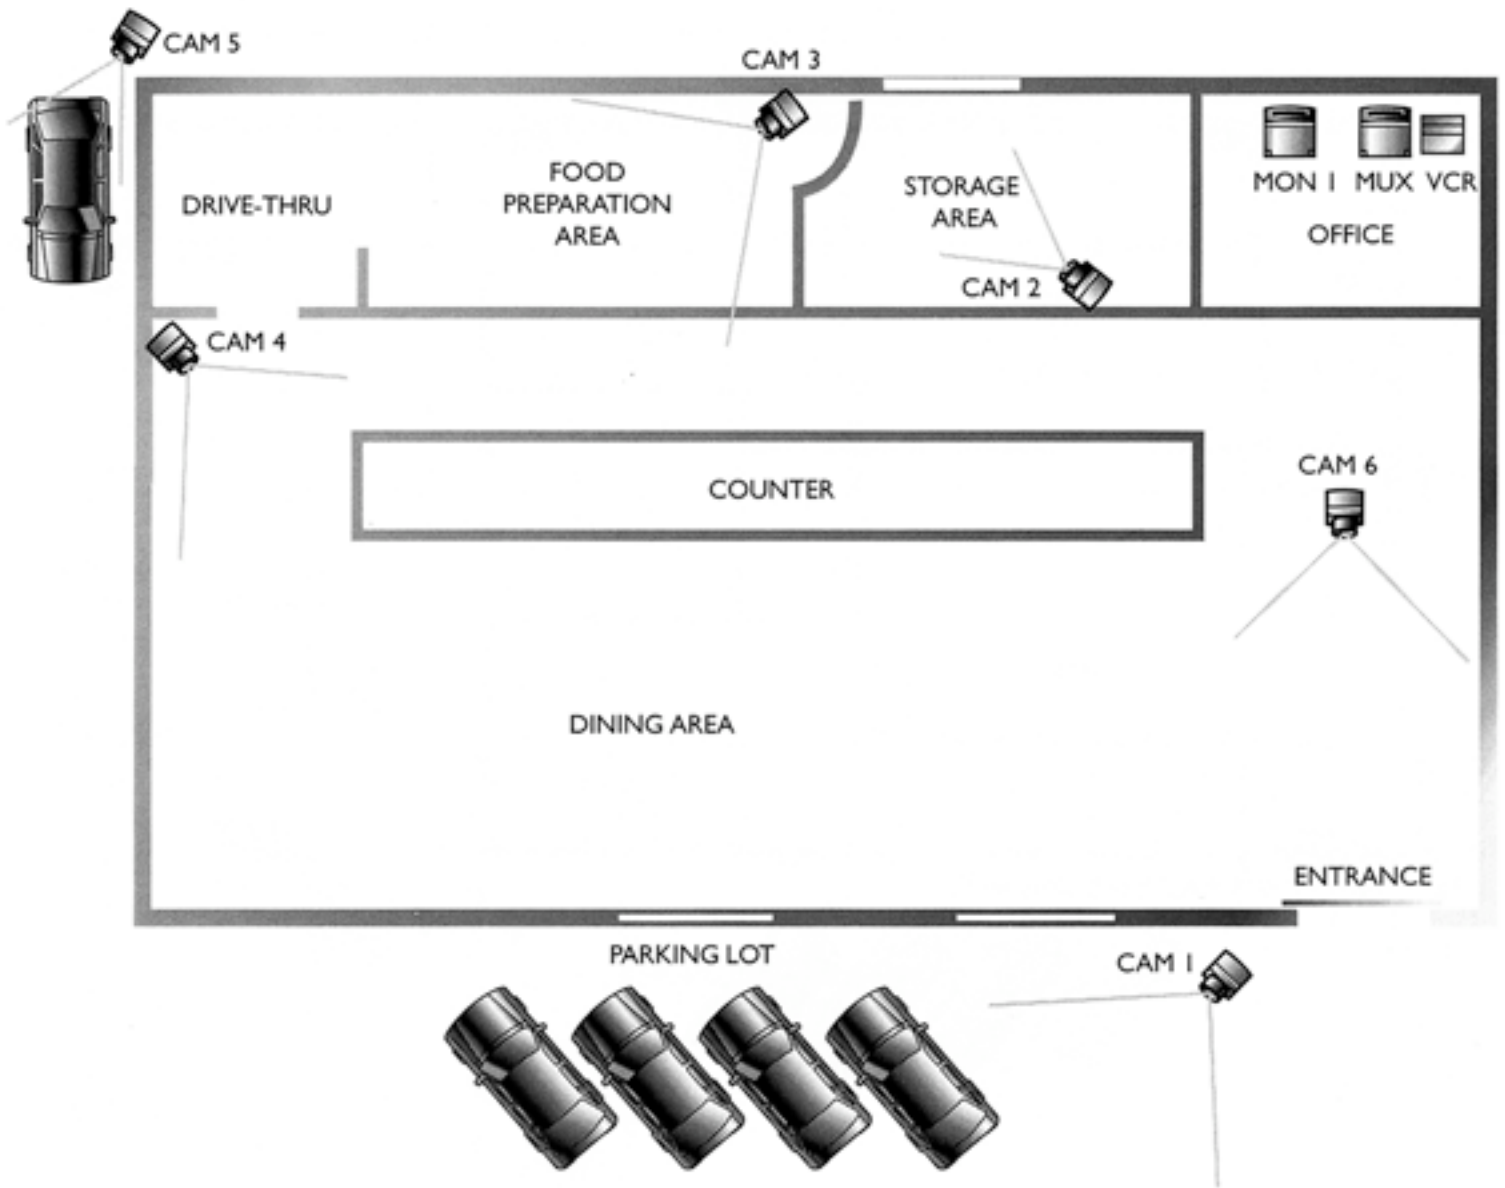 CAM 5
CAM 3
DRIVE-THRU
FOOD
PREPARATION
AREA
STORAGE
AREA
MON 1 MUX VCR
OFFICE
CAM 2
CAM 4
COUNTER
CAM 6
DINING AREA
ENTRANCE
PARKING LOT
CAM 1